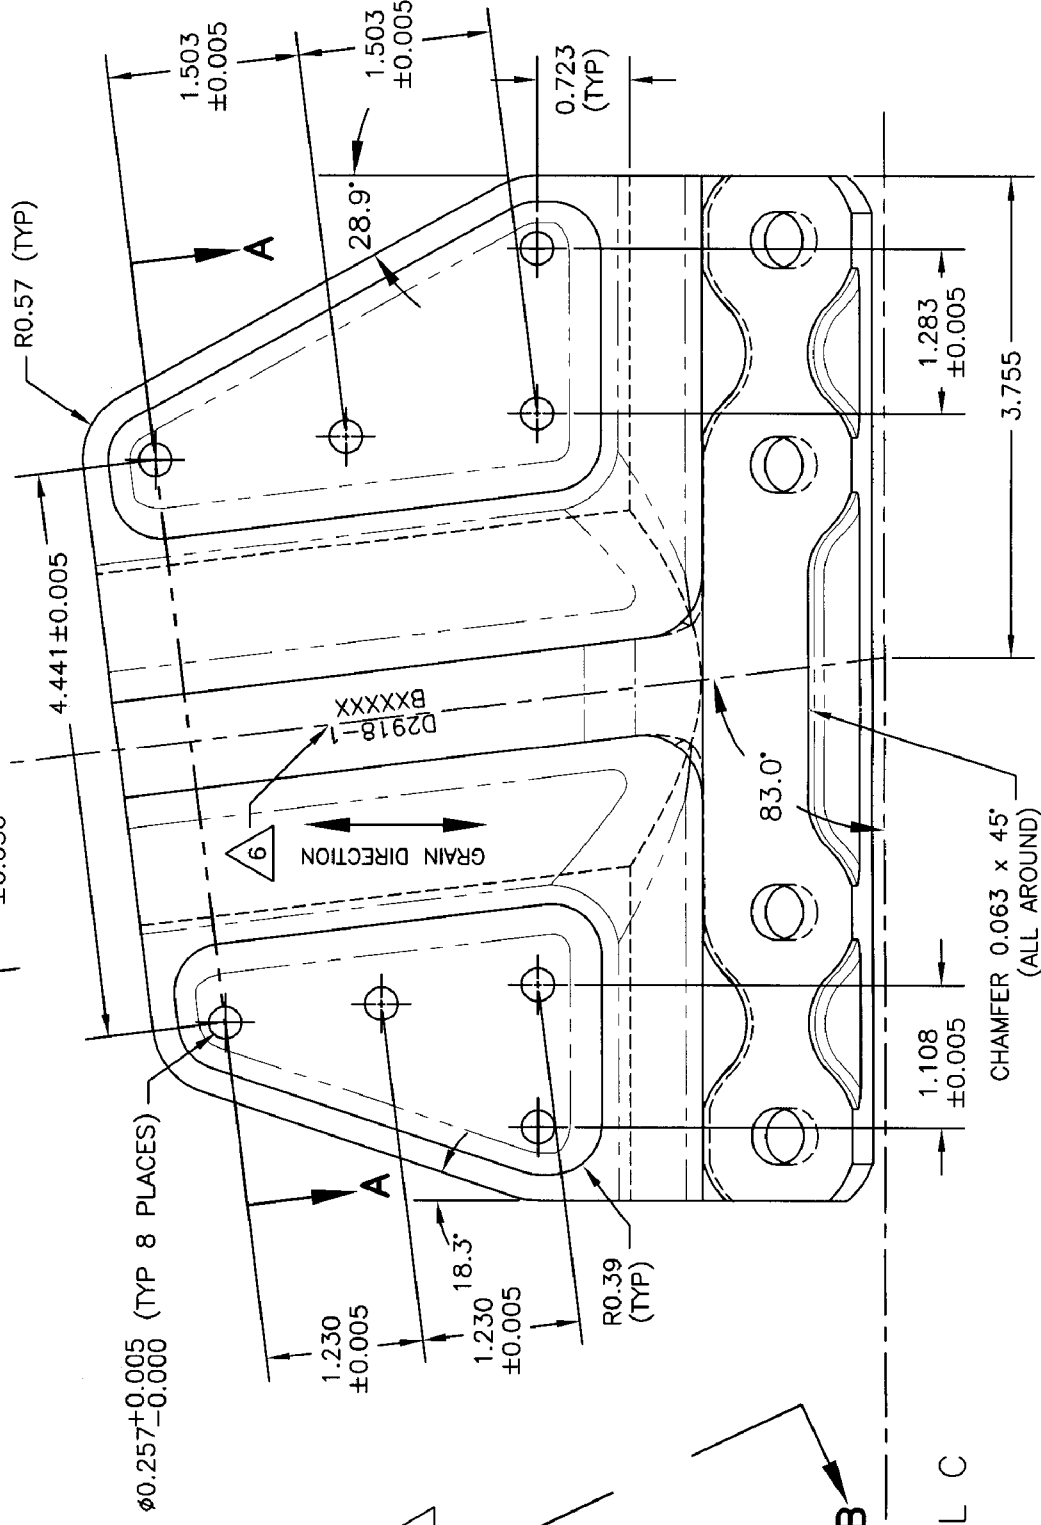 R0.57 (TYP)
1.503
±0.005
1.503
±0.005
0.723
(TYP)
A
28.9°
4.441±0.005
D2918-1
BXXXXX
6
GRAIN DIRECTION
Ø0.257+0.005
-0.000 (TYP 8 PLACES)
A
18.3°
1.230
±0.005
1.230
±0.005
R0.39
(TYP)
83.0°
1.283
±0.005
3.755
1.108
±0.005
CHAMFER 0.063 x 45°
(ALL AROUND)
B
L C